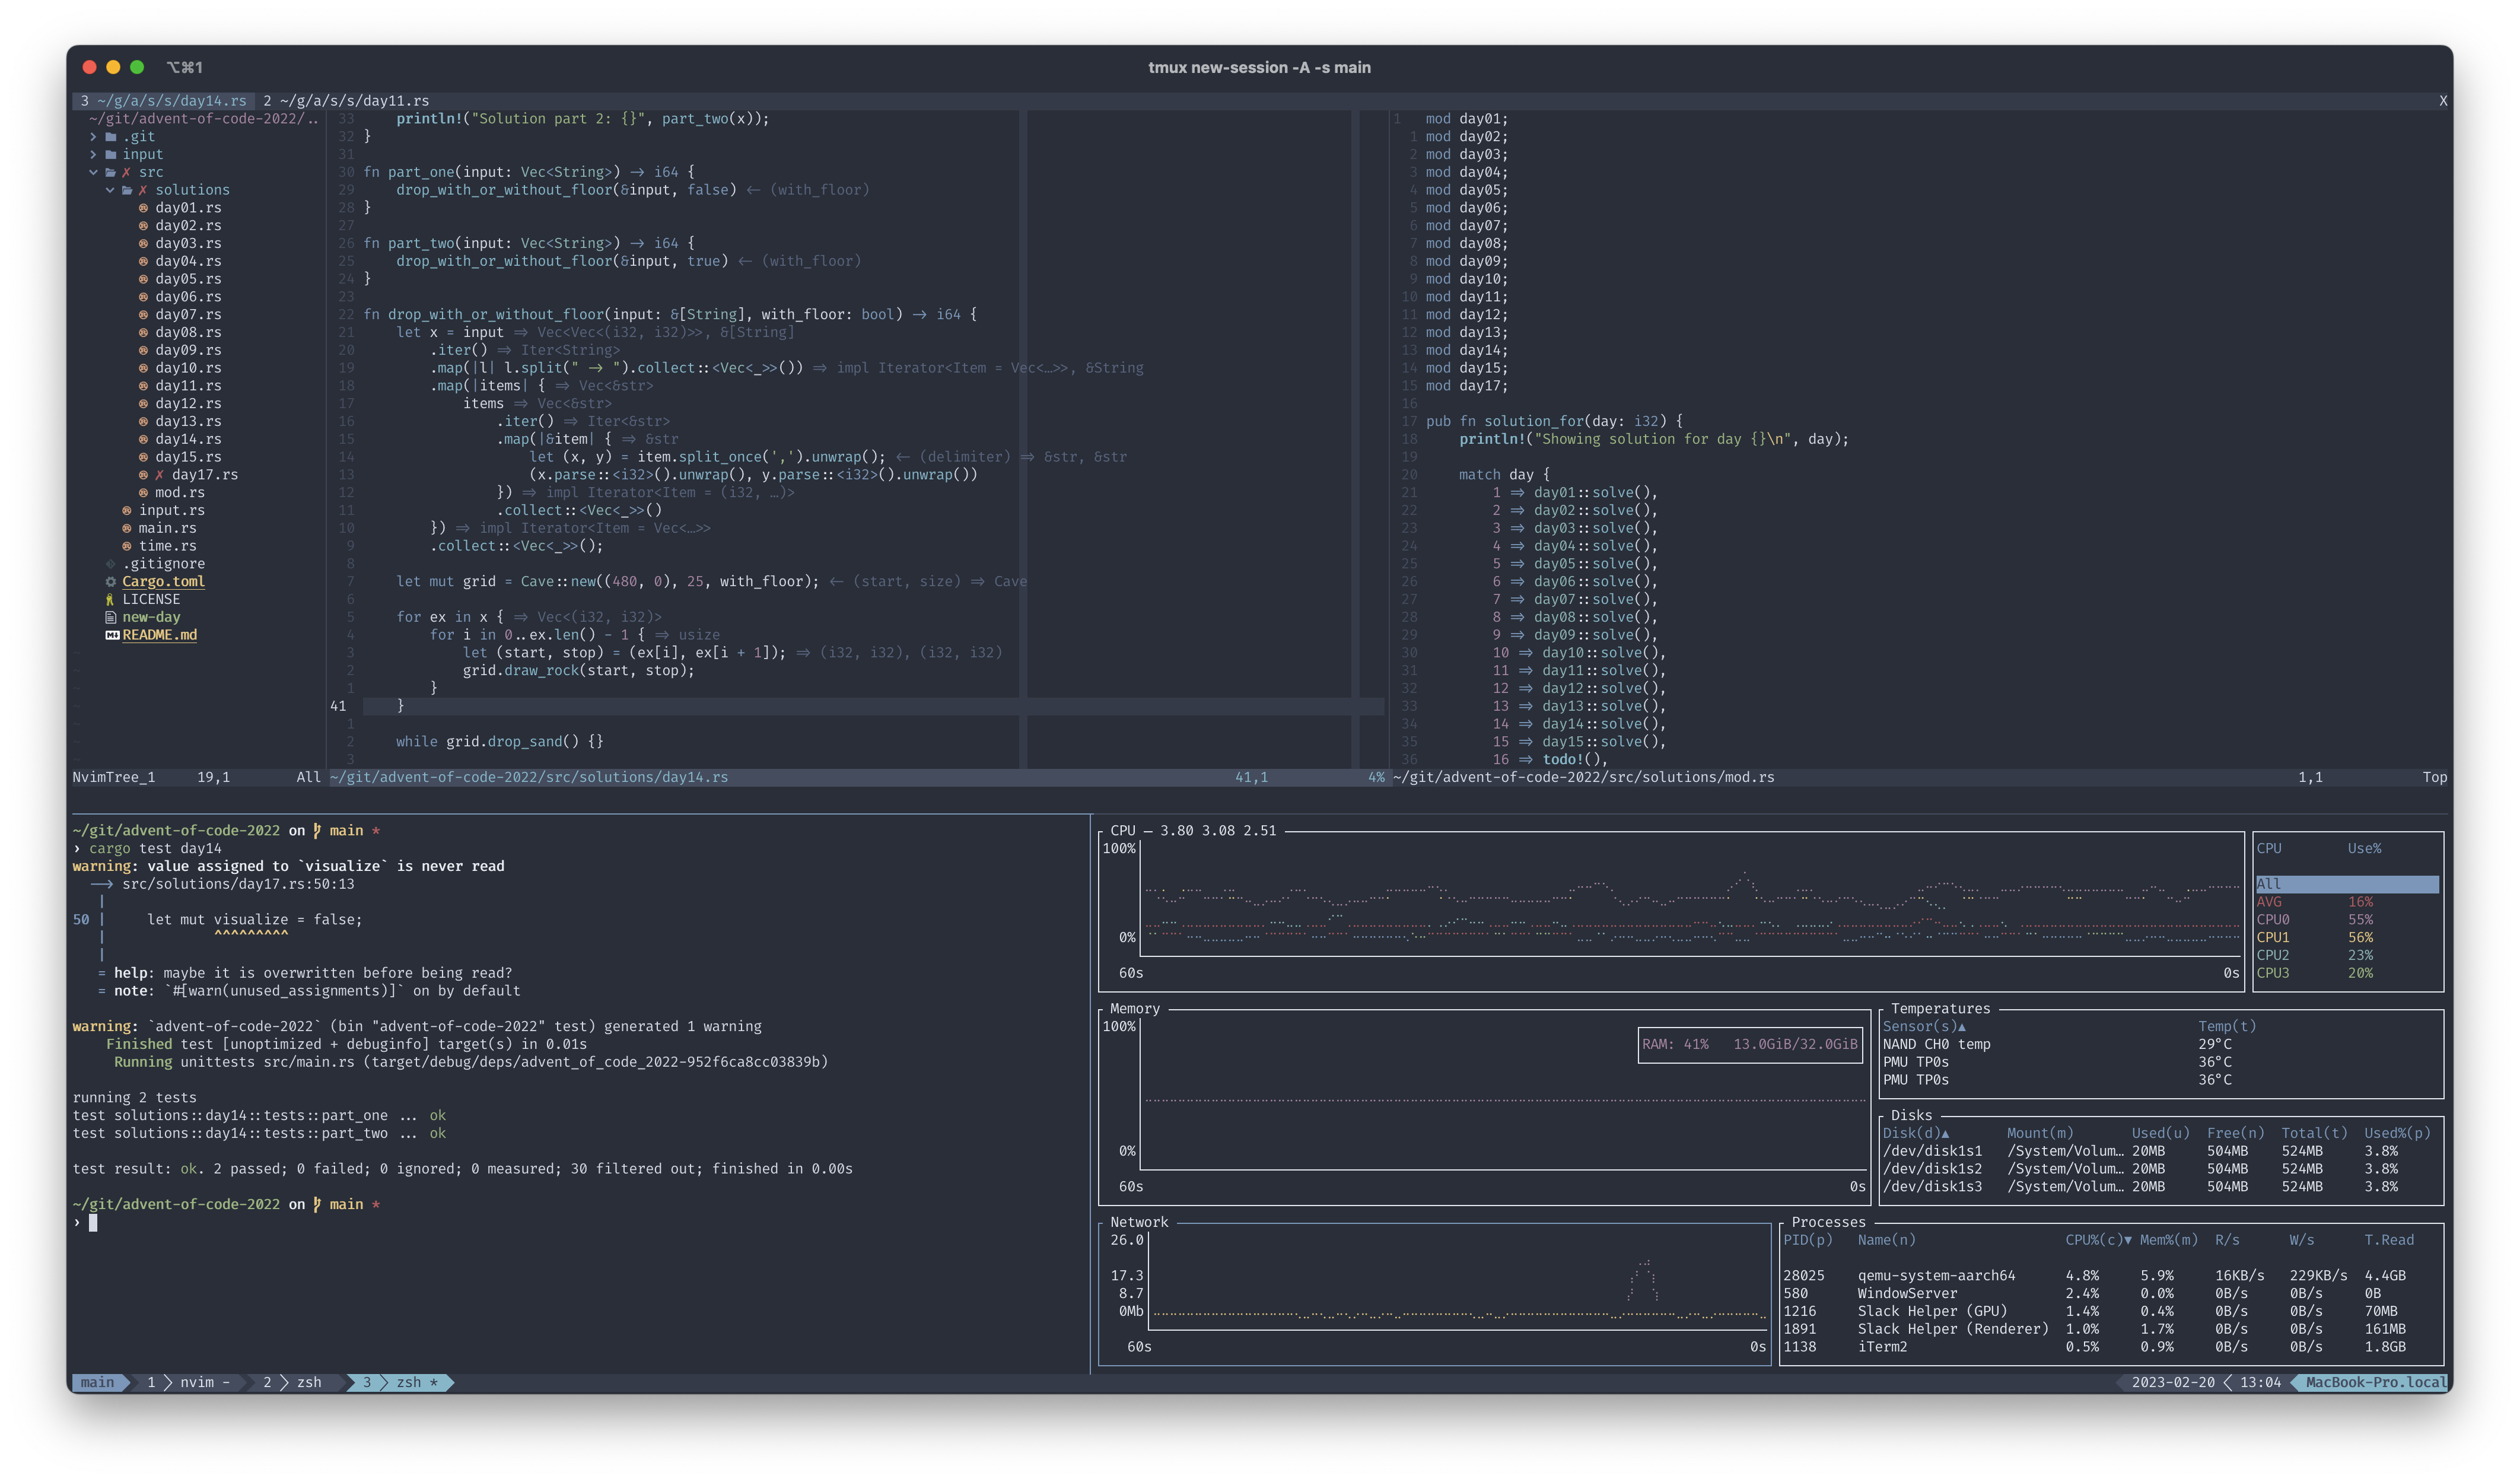 ⌥⌘1
tmux new-session -A -s main
3 ~/g/a/s/s/day14.rs 2 ~/g/a/s/s/day11.rs X
~/git/advent-of-code-2022/..
.git
input
✗ src
✗ solutions
day01.rs
day02.rs
day03.rs
day04.rs
day05.rs
day06.rs
day07.rs
day08.rs
day09.rs
day10.rs
day11.rs
day12.rs
day13.rs
day14.rs
day15.rs
✗ day17.rs
mod.rs
input.rs
main.rs
time.rs
.gitignore
Cargo.toml
LICENSE
new-day
README.md
NvimTree_1 19,1 All
33 println!("Solution part 2: {}", part_two(x));
32 }
31
30 fn part_one(input: Vec<String>) → i64 {
29 drop_with_or_without_floor(&input, false) ← (with_floor)
28 }
27
26 fn part_two(input: Vec<String>) → i64 {
25 drop_with_or_without_floor(&input, true) ← (with_floor)
24 }
23
22 fn drop_with_or_without_floor(input: &[String], with_floor: bool) → i64 {
21 let x = input ⇒ Vec<Vec<(i32, i32)>>, &[String]
20 .iter() ⇒ Iter<String>
19 .map(|l| l.split(" → ").collect::<Vec<_>>()) ⇒ impl Iterator<Item = Vec<…>>, &String
18 .map(|items| { ⇒ Vec<&str>
17 items ⇒ Vec<&str>
16 .iter() ⇒ Iter<&str>
15 .map(|&item| { ⇒ &str
14 let (x, y) = item.split_once(',').unwrap(); ← (delimiter) ⇒ &str, &str
13 (x.parse::<i32>().unwrap(), y.parse::<i32>().unwrap())
12 }) ⇒ impl Iterator<Item = (i32, …)>
11 .collect::<Vec<_>>()
10 }) ⇒ impl Iterator<Item = Vec<…>>
9 .collect::<Vec<_>>();
8
7 let mut grid = Cave::new((480, 0), 25, with_floor); ← (start, size) ⇒ Cave
6
5 for ex in x { ⇒ Vec<(i32, i32)>
4 for i in 0..ex.len() - 1 { ⇒ usize
3 let (start, stop) = (ex[i], ex[i + 1]); ⇒ (i32, i32), (i32, i32)
2 grid.draw_rock(start, stop);
1 }
41 }
1
2 while grid.drop_sand() {}
3
~/git/advent-of-code-2022/src/solutions/day14.rs 41,1 4%
1 mod day01;
1 mod day02;
2 mod day03;
3 mod day04;
4 mod day05;
5 mod day06;
6 mod day07;
7 mod day08;
8 mod day09;
9 mod day10;
10 mod day11;
11 mod day12;
12 mod day13;
13 mod day14;
14 mod day15;
15 mod day17;
16
17 pub fn solution_for(day: i32) {
18 println!("Showing solution for day {}\n", day);
19
20 match day {
21 1 ⇒ day01::solve(),
22 2 ⇒ day02::solve(),
23 3 ⇒ day03::solve(),
24 4 ⇒ day04::solve(),
25 5 ⇒ day05::solve(),
26 6 ⇒ day06::solve(),
27 7 ⇒ day07::solve(),
28 8 ⇒ day08::solve(),
29 9 ⇒ day09::solve(),
30 10 ⇒ day10::solve(),
31 11 ⇒ day11::solve(),
32 12 ⇒ day12::solve(),
33 13 ⇒ day13::solve(),
34 14 ⇒ day14::solve(),
35 15 ⇒ day15::solve(),
36 16 ⇒ todo!(),
~/git/advent-of-code-2022/src/solutions/mod.rs 1,1 Top
~/git/advent-of-code-2022 on main *
› cargo test day14
warning: value assigned to `visualize` is never read
→ src/solutions/day17.rs:50:13
|
50 | let mut visualize = false;
| ^^^^^^^^^
|
= help: maybe it is overwritten before being read?
= note: `#[warn(unused_assignments)]` on by default
warning: `advent-of-code-2022` (bin "advent-of-code-2022" test) generated 1 warning
Finished test [unoptimized + debuginfo] target(s) in 0.01s
Running unittests src/main.rs (target/debug/deps/advent_of_code_2022-952f6ca8cc03839b)
running 2 tests
test solutions::day14::tests::part_one ... ok
test solutions::day14::tests::part_two ... ok
test result: ok. 2 passed; 0 failed; 0 ignored; 0 measured; 30 filtered out; finished in 0.00s
~/git/advent-of-code-2022 on main *
›
CPU — 3.80 3.08 2.51
100%
0%
60s 0s
CPU Use%
All
AVG 16%
CPU0 55%
CPU1 56%
CPU2 23%
CPU3 20%
Memory
100%
RAM: 41% 13.0GiB/32.0GiB
0%
60s 0s
Temperatures
Sensor(s)▲ Temp(t)
NAND CH0 temp 29°C
PMU TP0s 36°C
PMU TP0s 36°C
Disks
Disk(d)▲ Mount(m) Used(u) Free(n) Total(t) Used%(p)
/dev/disk1s1 /System/Volum… 20MB 504MB 524MB 3.8%
/dev/disk1s2 /System/Volum… 20MB 504MB 524MB 3.8%
/dev/disk1s3 /System/Volum… 20MB 504MB 524MB 3.8%
Network
26.0
17.3
8.7
0Mb
60s 0s
Processes
PID(p) Name(n) CPU%(c)▼ Mem%(m) R/s W/s T.Read
28025 qemu-system-aarch64 4.8% 5.9% 16KB/s 229KB/s 4.4GB
580 WindowServer 2.4% 0.0% 0B/s 0B/s 0B
1216 Slack Helper (GPU) 1.4% 0.4% 0B/s 0B/s 70MB
1891 Slack Helper (Renderer) 1.0% 1.7% 0B/s 0B/s 161MB
1138 iTerm2 0.5% 0.9% 0B/s 0B/s 1.8GB
main 1 nvim - 2 zsh 3 zsh * 2023-02-20 13:04 MacBook-Pro.local